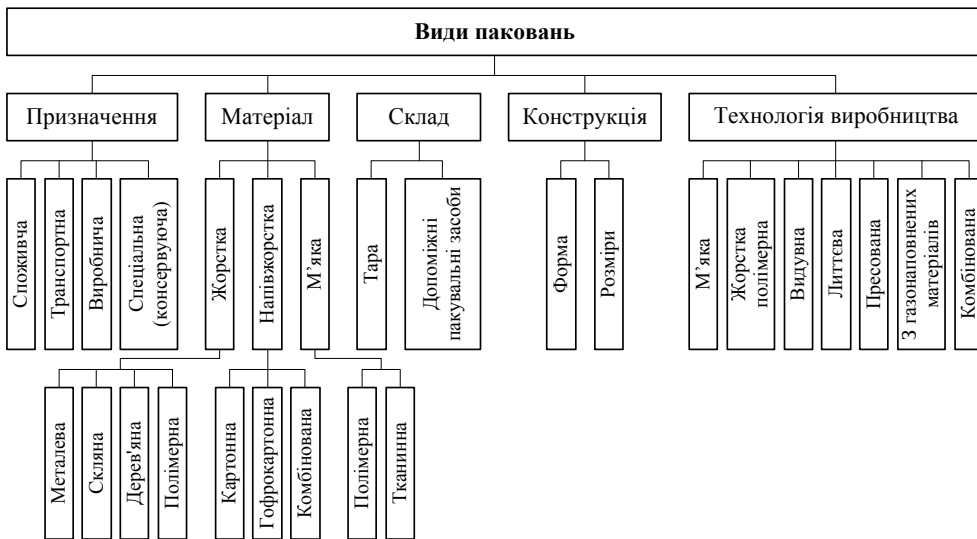 Види паковань
Призначення
Матеріал
Склад
Конструкція
Технологія виробництва
Споживча
Транспортна
Виробнича
Спеціальна
(консервуюча)
Жорстка
Напівжорстка
М’яка
Тара
Допоміжні
пакувальні засоби
Форма
Розміри
М’яка
Жорстка
полімерна
Видувна
Литтєва
Пресована
З газонаповнених
матеріалів
Комбінована
Металева
Скляна
Дерев'яна
Полімерна
Картонна
Гофрокартонна
Комбінована
Полімерна
Тканинна